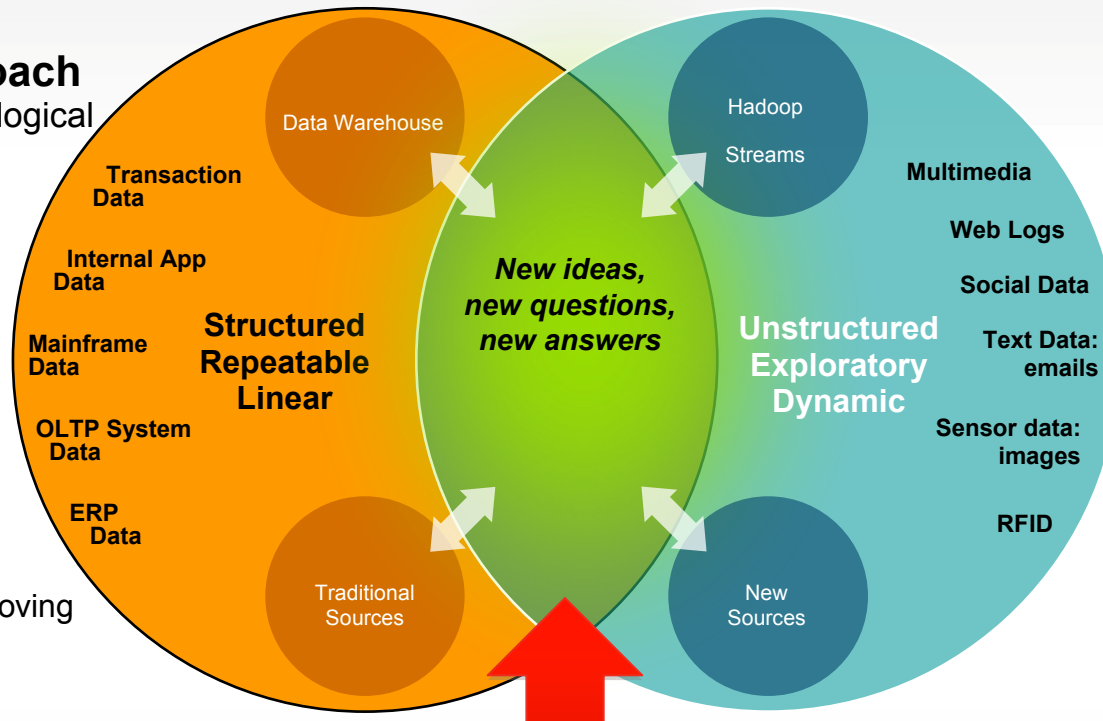 oach
logical
Data Warehouse
Transaction
Data
Internal App
Data
Mainframe
Data
OLTP System
Data
ERP
Data
oving
Structured
Repeatable
Linear
Traditional
Sources
New ideas,
new questions,
new answers
Hadoop
Streams
Unstructured
Exploratory
Dynamic
New
Sources
Multimedia
Web Logs
Social Data
Text Data:
emails
Sensor data:
images
RFID